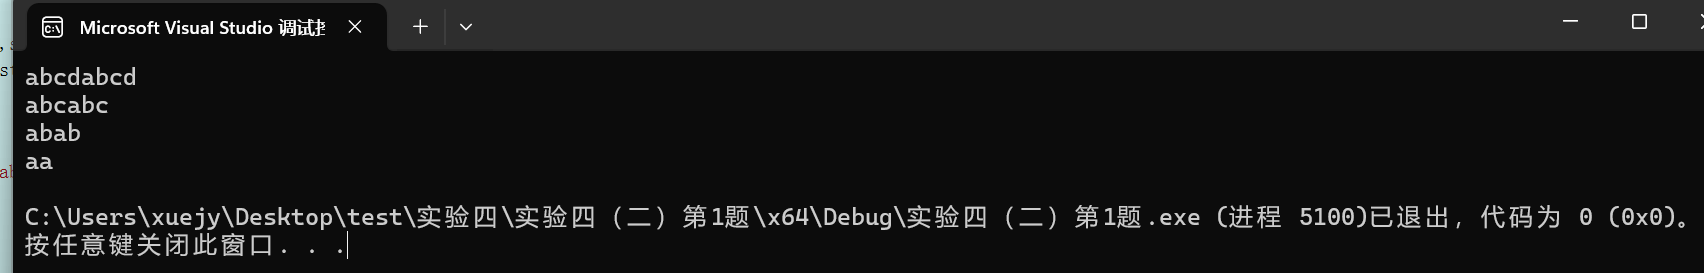 Microsoft Visual Studio 调试控
abcdabcd
abcabc
abab
aa
C:\Users\xuejy\Desktop\test\实验四\实验四（二）第1题\x64\Debug\实验四（二）第1题.exe (进程 5100)已退出，代码为 0 (0x0)。
按任意键关闭此窗口. . .